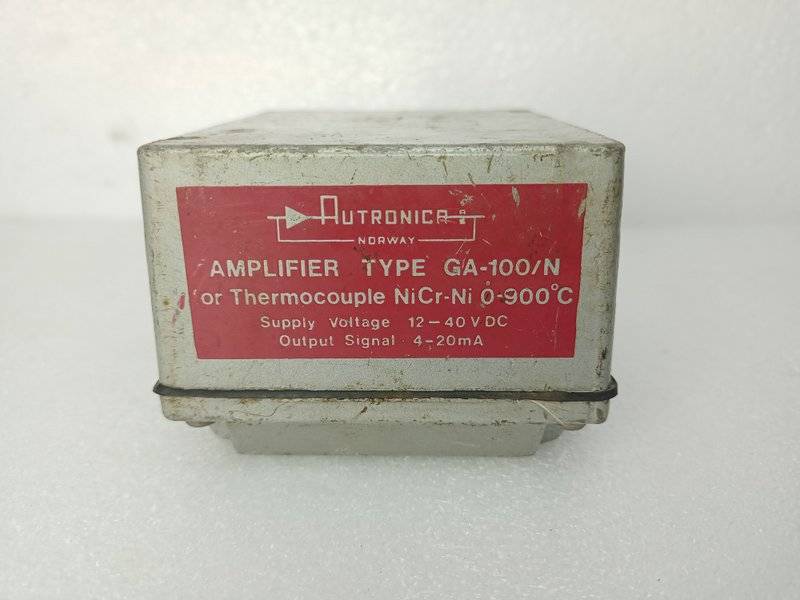 AUTRONICA AS
NORWAY
AMPLIFIER TYPE GA-100/N
or Thermocouple NiCr-Ni 0-900°C
Supply Voltage 12-40 V DC
Output Signal 4-20mA